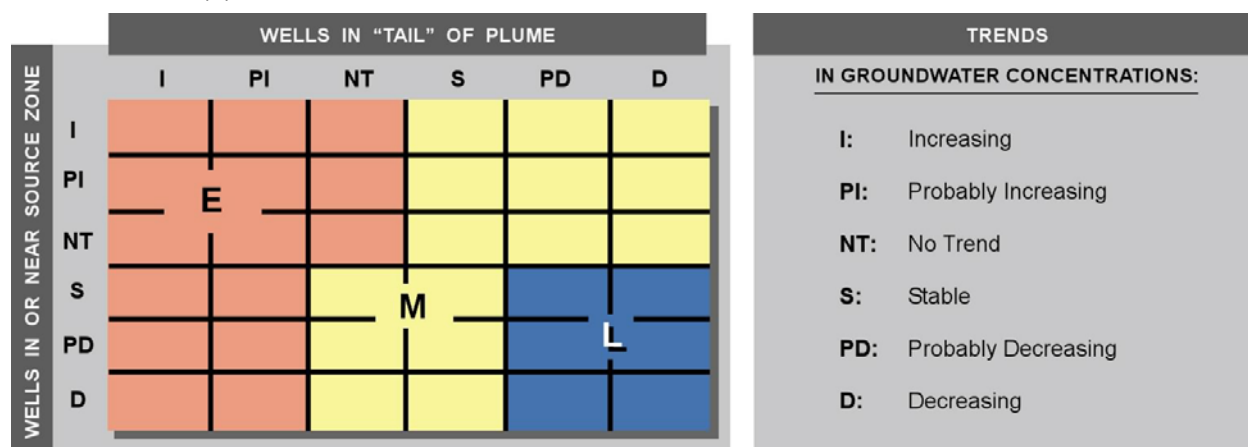 WELLS IN “TAIL” OF PLUME
I PI NT S PD D
WELLS IN OR NEAR SOURCE ZONE
I
PI
NT
S
PD
D
E
M
L
TRENDS
IN GROUNDWATER CONCENTRATIONS:
I: Increasing
PI: Probably Increasing
NT: No Trend
S: Stable
PD: Probably Decreasing
D: Decreasing